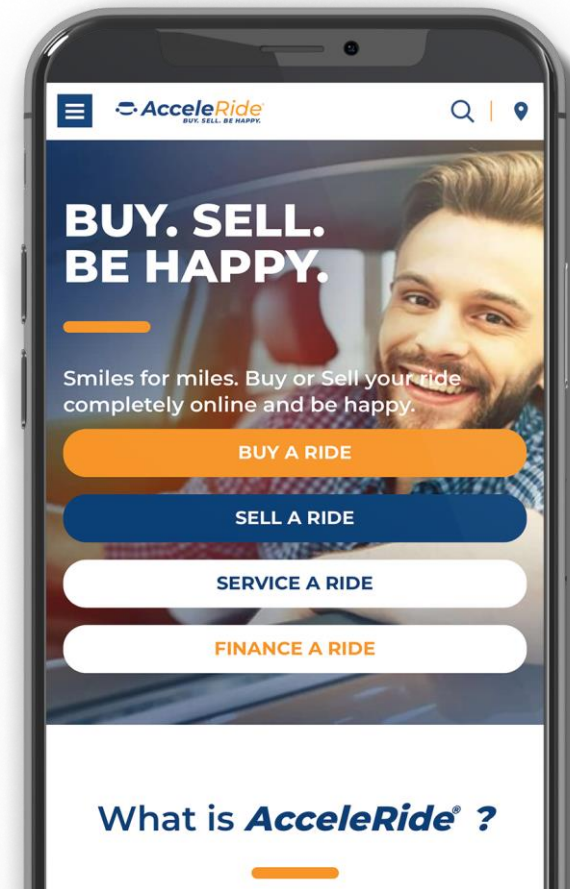 AcceleRide®
BUY. SELL. BE HAPPY.
BUY. SELL.
BE HAPPY.
Smiles for miles. Buy or Sell your ride
completely online and be happy.
BUY A RIDE
SELL A RIDE
SERVICE A RIDE
FINANCE A RIDE
What is AcceleRide® ?